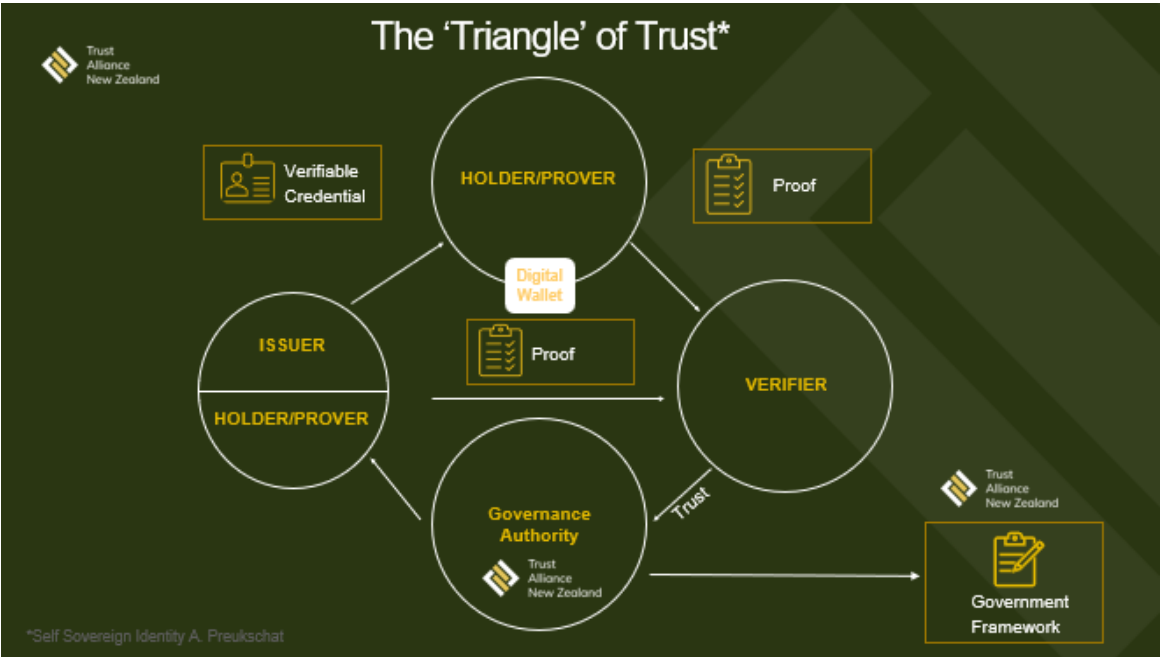 The ‘Triangle’ of Trust*
Trust
Alliance
New Zealand
Verifiable
Credential
HOLDER/PROVER
Proof
Digital
Wallet
ISSUER
Proof
HOLDER/PROVER
VERIFIER
Trust
Governance
Authority
Trust
Alliance
New Zealand
Trust
Alliance
New Zealand
Government
Framework
*Self Sovereign Identity A. Preukschat